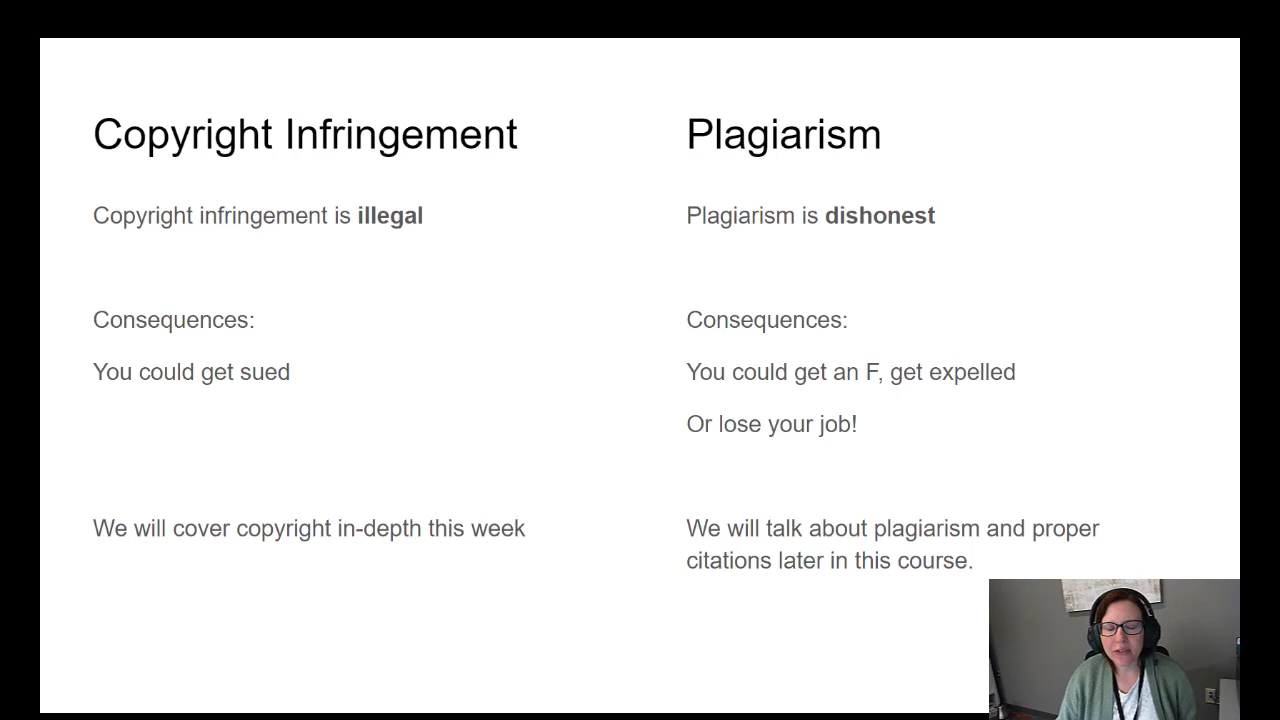 Copyright Infringement
Copyright infringement is illegal
Consequences:
You could get sued
We will cover copyright in-depth this week
Plagiarism
Plagiarism is dishonest
Consequences:
You could get an F, get expelled
Or lose your job!
We will talk about plagiarism and proper
citations later in this course.